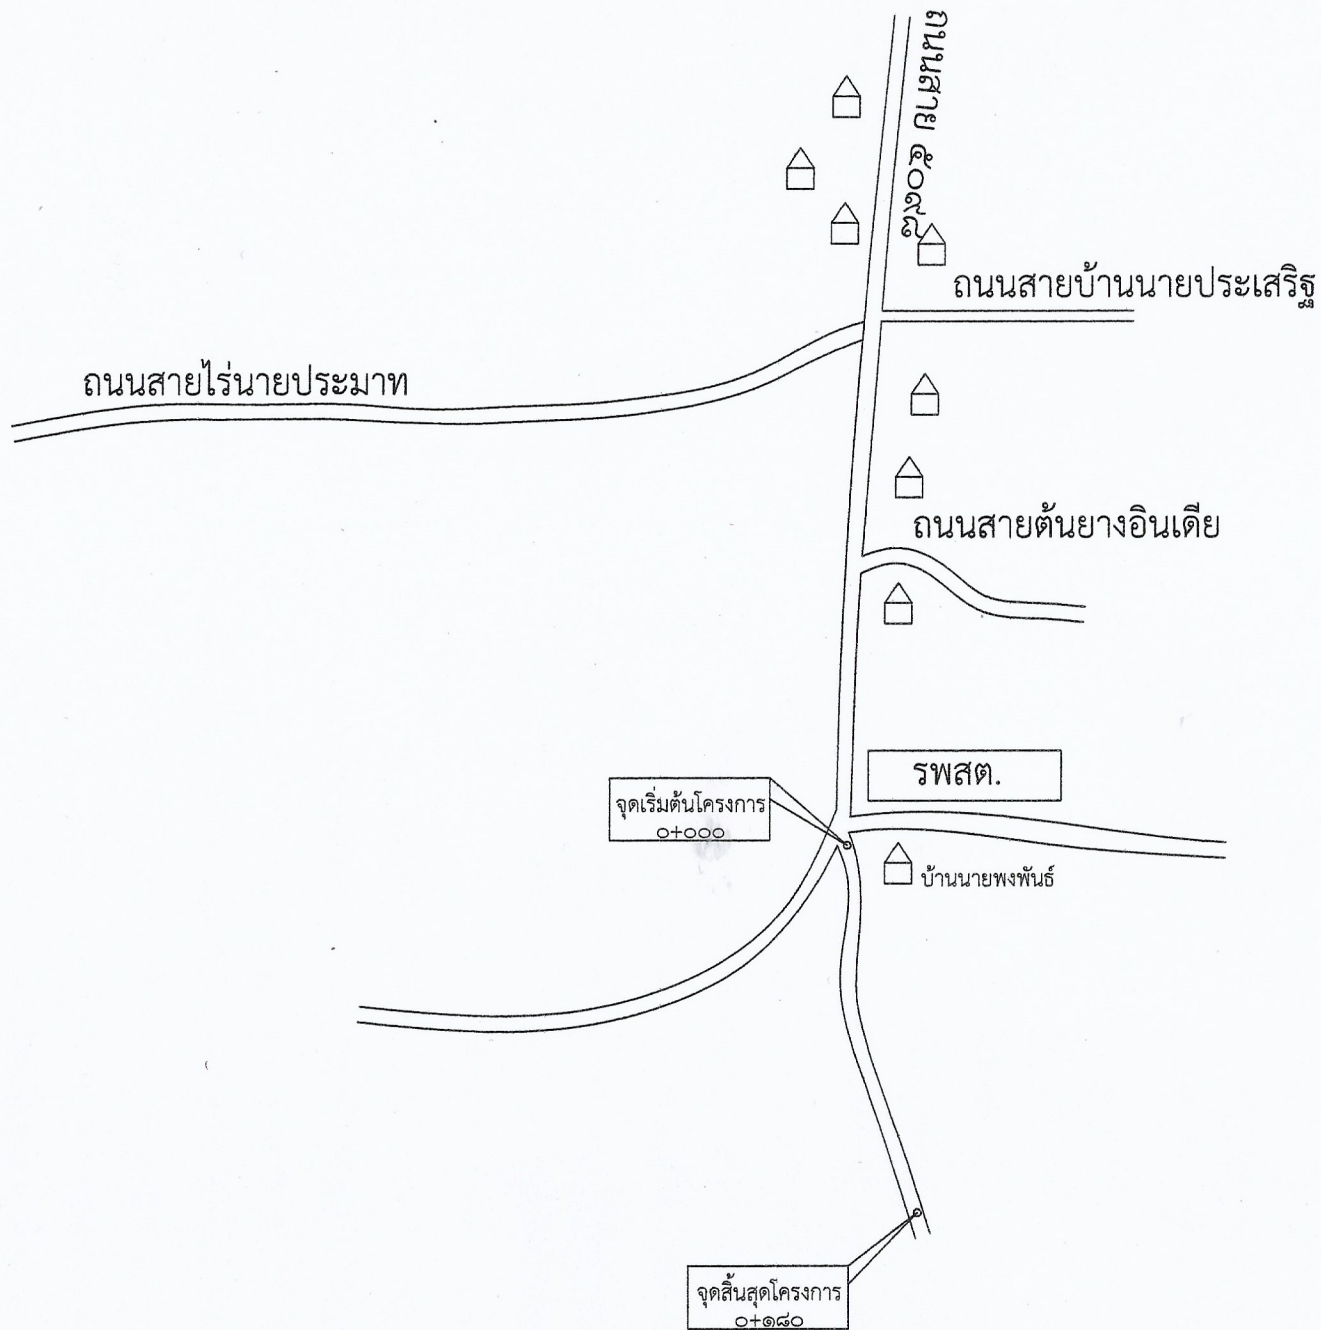 ถนนสาย ๕๐๙๘
ถนนสายบ้านนายประเสริฐ
ถนนสายไร่นายประมาท
ถนนสายต้นยางอินเดีย
รพสต.
จุดเริ่มต้นโครงการ
๐+๐๐๐
บ้านนายพงพันธ์
จุดสิ้นสุดโครงการ
๐+๑๘๐